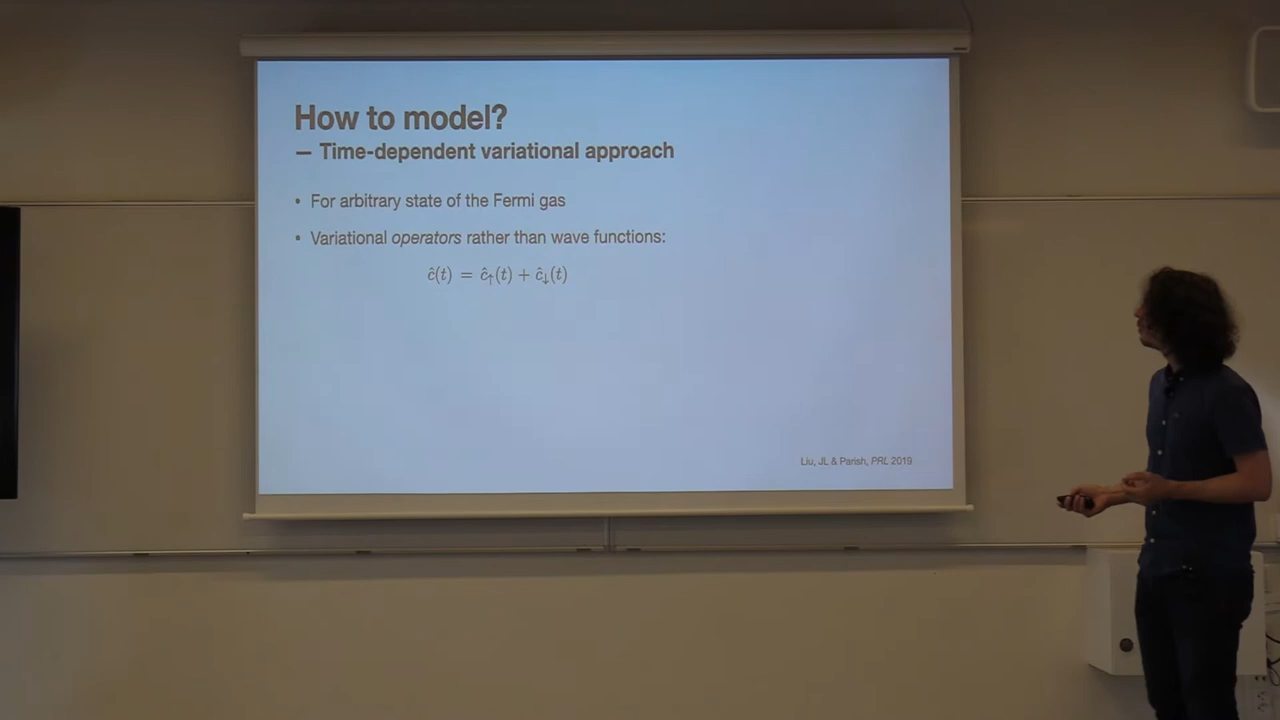 How to model?
— Time-dependent variational approach
• For arbitrary state of the Fermi gas
• Variational operators rather than wave functions:
ĉ(t) = ĉ↑(t) + ĉ↓(t)
Liu, JL & Parish, PRL 2019